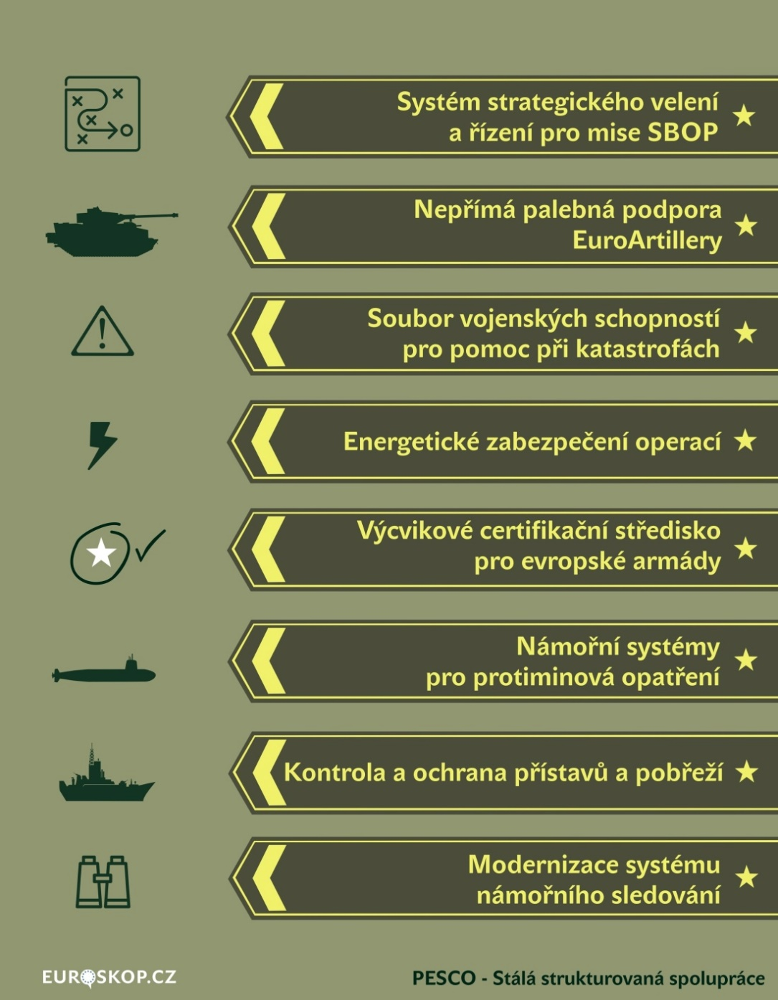 Systém strategického velení
a řízení pro mise SBOP
Nepřímá palebná podpora
EuroArtillery
Soubor vojenských schopností
pro pomoc při katastrofách
Energetické zabezpečení operací
Výcvikové certifikační středisko
pro evropské armády
Námořní systémy
pro protiminová opatření
Kontrola a ochrana přístavů a pobřeží
Modernizace systému
námořního sledování
EUROSKOP.CZ
PESCO - Stálá strukturovaná spolupráce